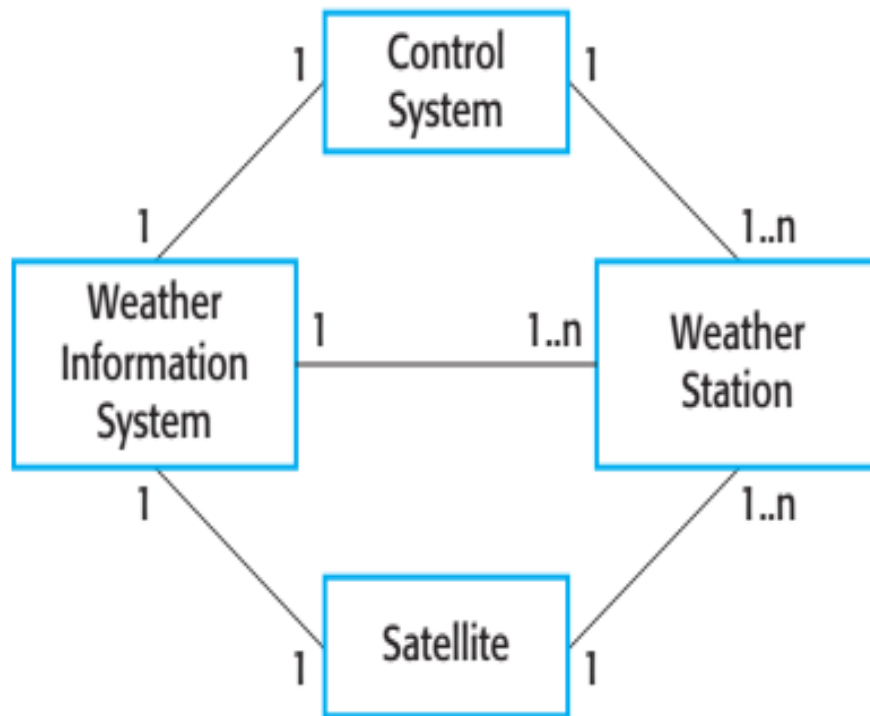 1
Control
System
1
1
1..n
Weather
Information
System
1
1..n
Weather
Station
1
1..n
1
Satellite
1